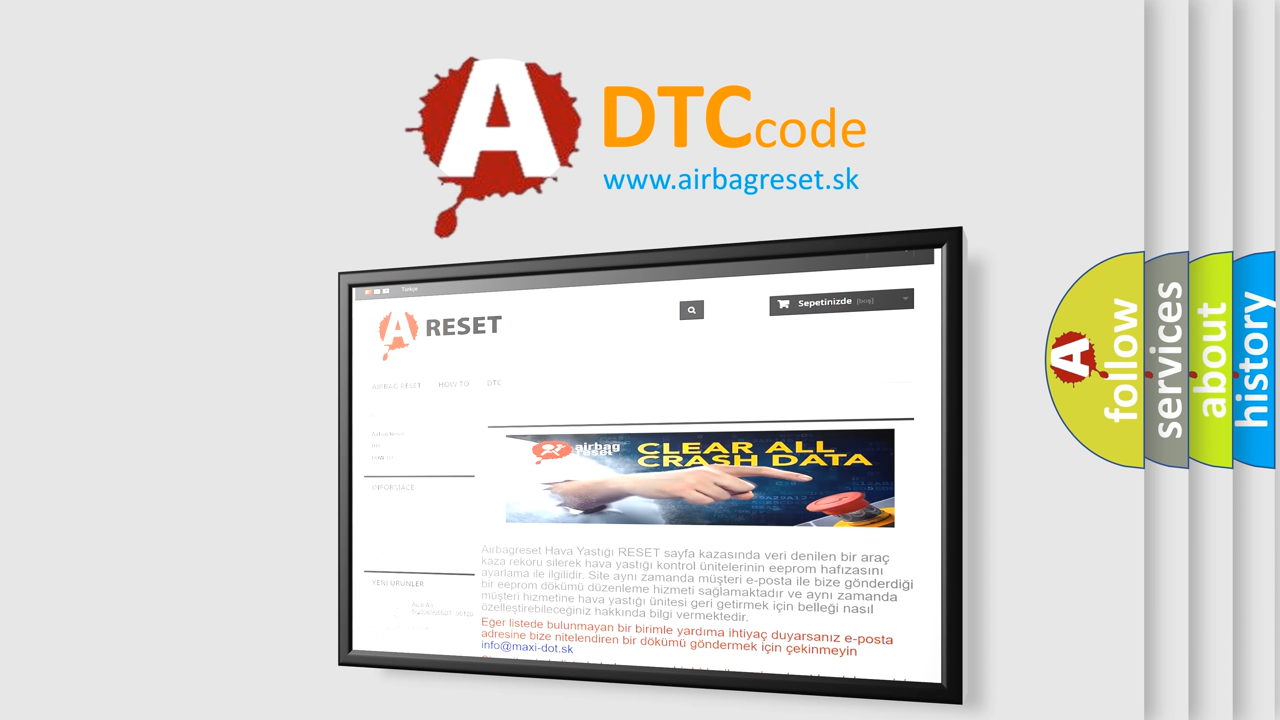 A DTCcode
www.airbagreset.sk
Türkçe
A RESET
Sepetinizde [boş]
AIRBAG RESET HOW TO DTC
DTC
YENI ÜRÜNLER
airbag
reset
CLEAR ALL
CRASH DATA
Airbagreset Hava Yastığı RESET sayfa kazasında veri denilen bir araç
kaza rekoru silerek hava yastığı kontrol ünitelerinin eeprom hafızasını
ayarlama ile ilgilidir. Site aynı zamanda müşteri e-posta ile bize gönderdiği
bir eeprom dökümü düzenleme hizmeti sağlamaktadır ve aynı zamanda
müşteri hizmetine hava yastığı ünitesi geri getirmek için belleği nasıl
özelleştirebileceğiniz hakkında bilgi vermektedir.
Eğer listede bulunmayan bir birimle yardıma ihtiyaç duyarsanız e-posta
adresine bize nitelendiren bir dökümü göndermek için çekinmeyin
info@maxi-dot.sk
A follow
services
about
history